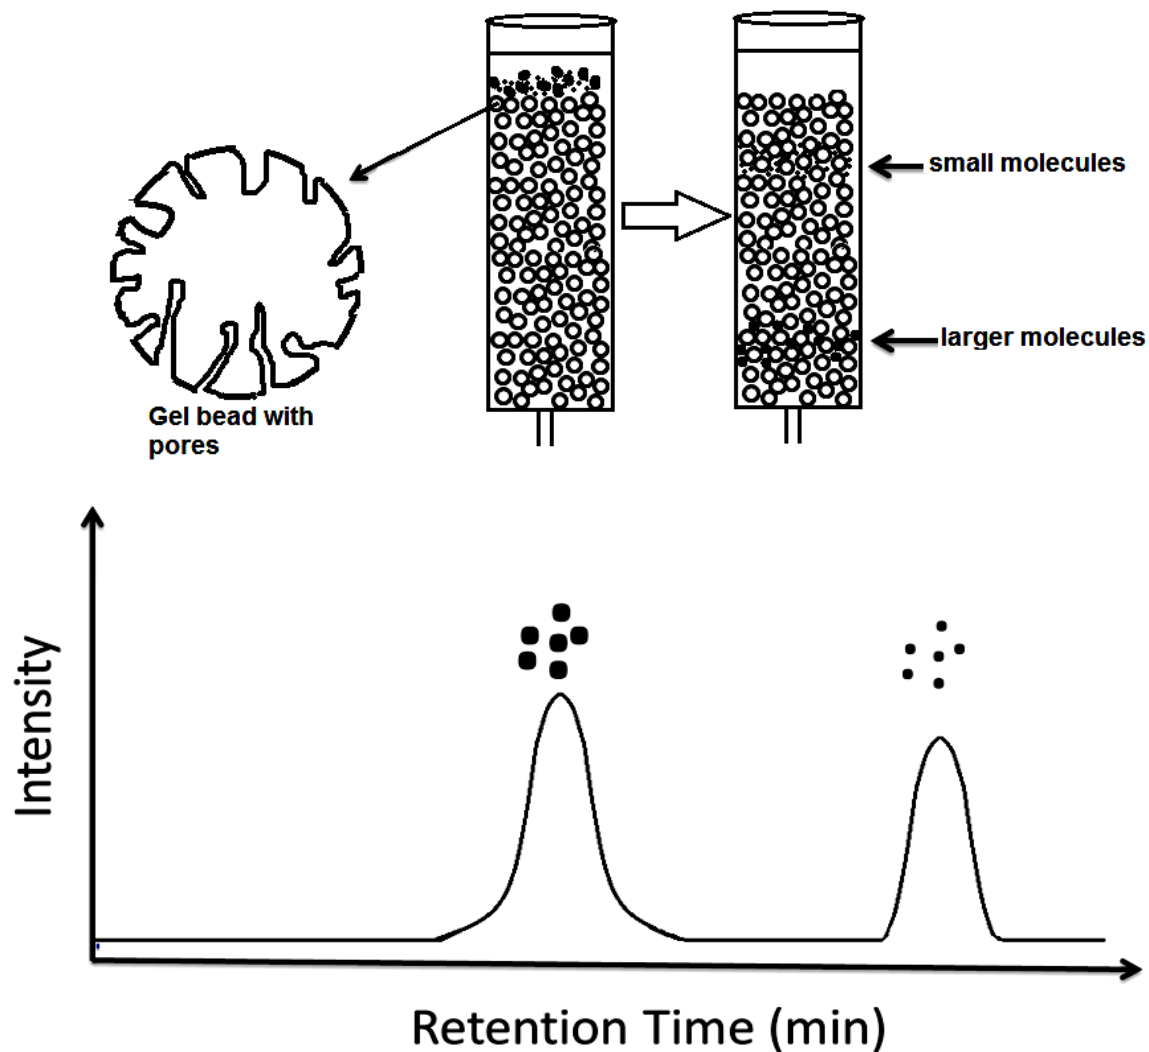 small molecules
larger molecules
Gel bead with
pores
Intensity
Retention Time (min)